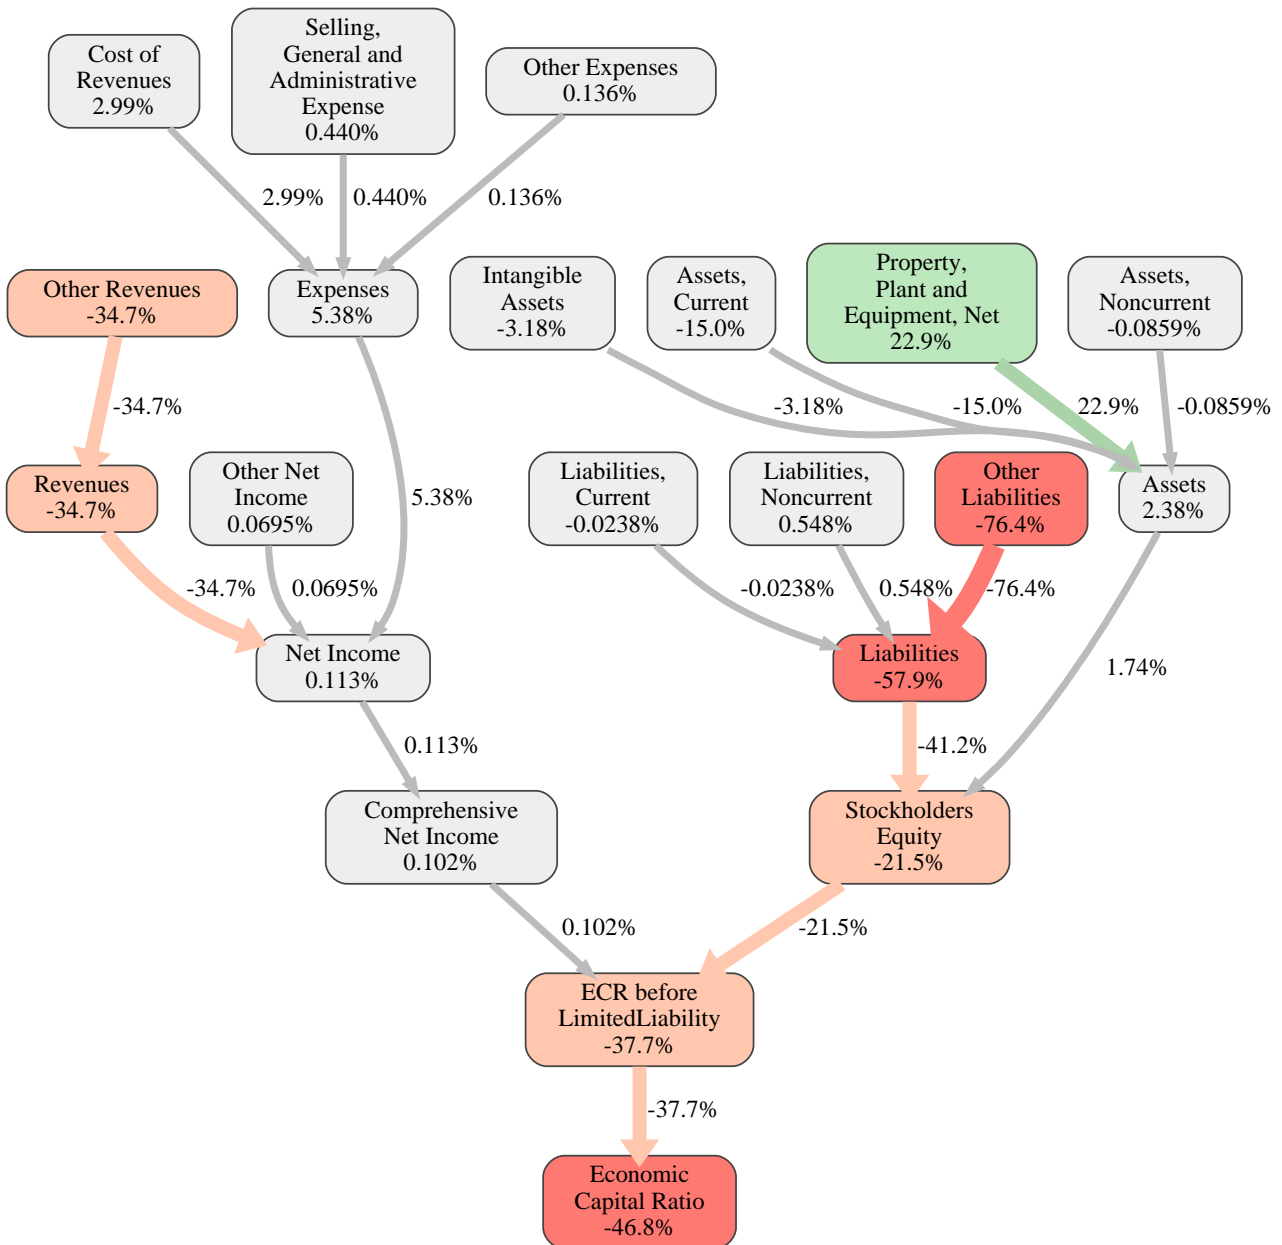 Cost of
Revenues
2.99%
Selling,
General and
Administrative
Expense
0.440%
Other Expenses
0.136%
2.99%
0.440%
0.136%
Other Revenues
-34.7%
Expenses
5.38%
Intangible
Assets
-3.18%
Assets,
Current
-15.0%
Property,
Plant and
Equipment, Net
22.9%
Assets,
Noncurrent
-0.0859%
-34.7%
-3.18%
-15.0%
22.9%
-0.0859%
Revenues
-34.7%
Other Net
Income
0.0695%
5.38%
Liabilities,
Current
-0.0238%
Liabilities,
Noncurrent
0.548%
Other
Liabilities
-76.4%
Assets
2.38%
-34.7%
0.0695%
-0.0238%
0.548%
-76.4%
Net Income
0.113%
Liabilities
-57.9%
1.74%
0.113%
-41.2%
Comprehensive
Net Income
0.102%
Stockholders
Equity
-21.5%
0.102%
-21.5%
ECR before
LimitedLiability
-37.7%
-37.7%
Economic
Capital Ratio
-46.8%